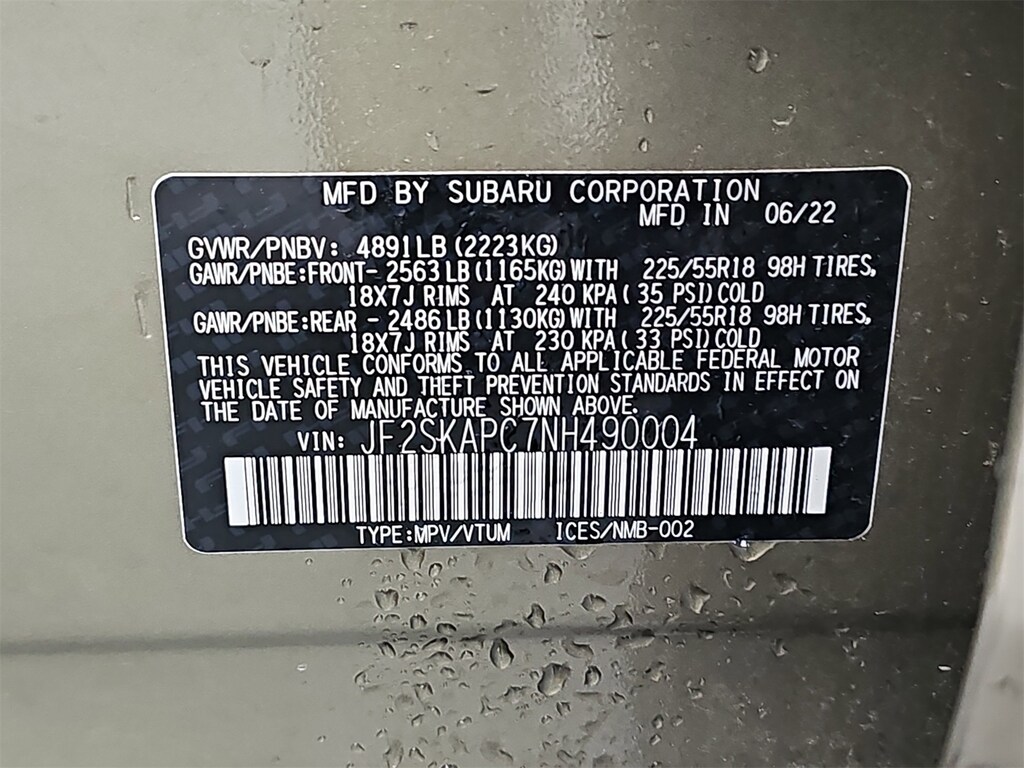 MFD BY SUBARU CORPORATION
MFD IN 06/22
GVWR/PNBV: 4891LB(2223KG)
GAWR/PNBE:FRONT- 2563LB(1165KG)WITH 225/55R18 98H TIRES,
18X7J RIMS AT 240 KPA( 35 PSI)COLD
GAWR/PNBE:REAR - 2486LB(1130KG)WITH 225/55R18 98H TIRES,
18X7J RIMS AT 230 KPA( 33 PSI)COLD
THIS VEHICLE CONFORMS TO ALL APPLICABLE FEDERAL MOTOR
VEHICLE SAFETY AND THEFT PREVENTION STANDARDS IN EFFECT ON
THE DATE OF MANUFACTURE SHOWN ABOVE.
VIN: JF2SKAPC7NH490004
TYPE:MPV/VTUM ICES/NMB-002